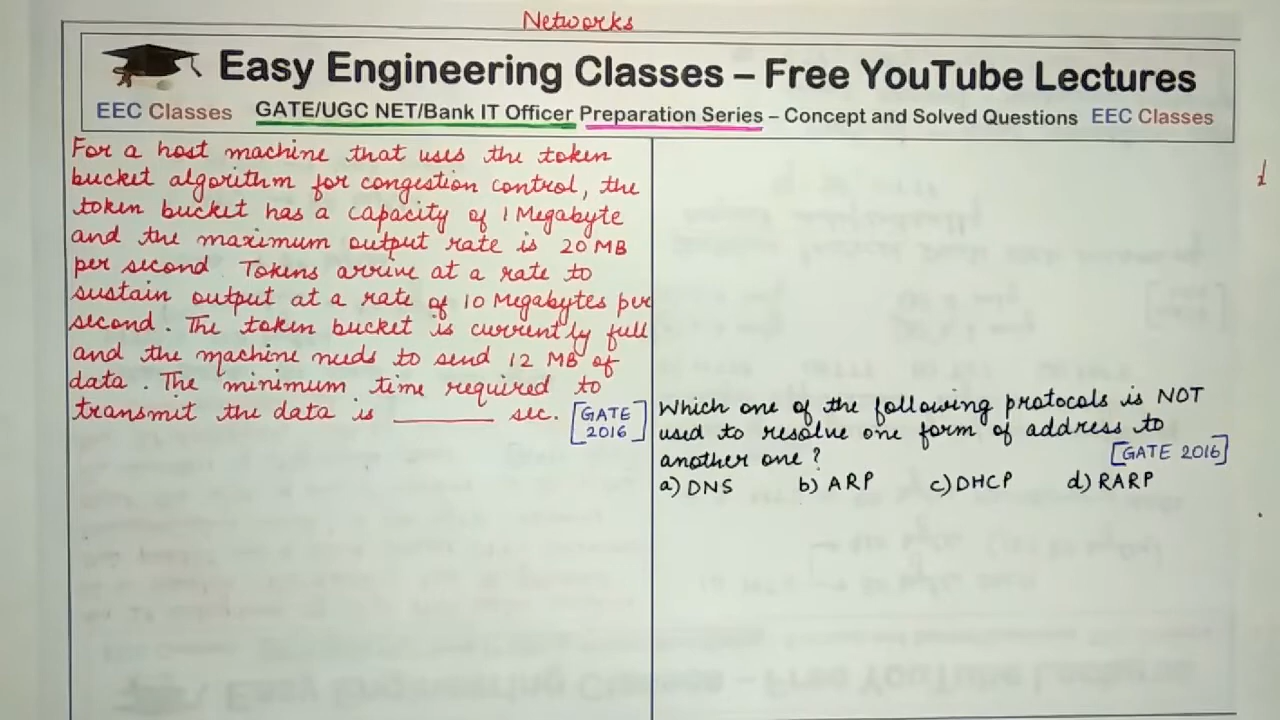 Networks
Easy Engineering Classes – Free YouTube Lectures
EEC Classes GATE/UGC NET/Bank IT Officer Preparation Series – Concept and Solved Questions EEC Classes
For a host machine that uses the token
bucket algorithm for congestion control, the
token bucket has a capacity of 1 Megabyte
and the maximum output rate is 20 MB
per second. Tokens arrive at a rate to
sustain output at a rate of 10 Megabytes per
second. The token bucket is currently full
and the machine needs to send 12 MB of
data. The minimum time required to
transmit the data is ________ sec. [GATE 2016]
Which one of the following protocols is NOT
used to resolve one form of address to
another one? [GATE 2016]
a) DNS b) ARP c) DHCP d) RARP